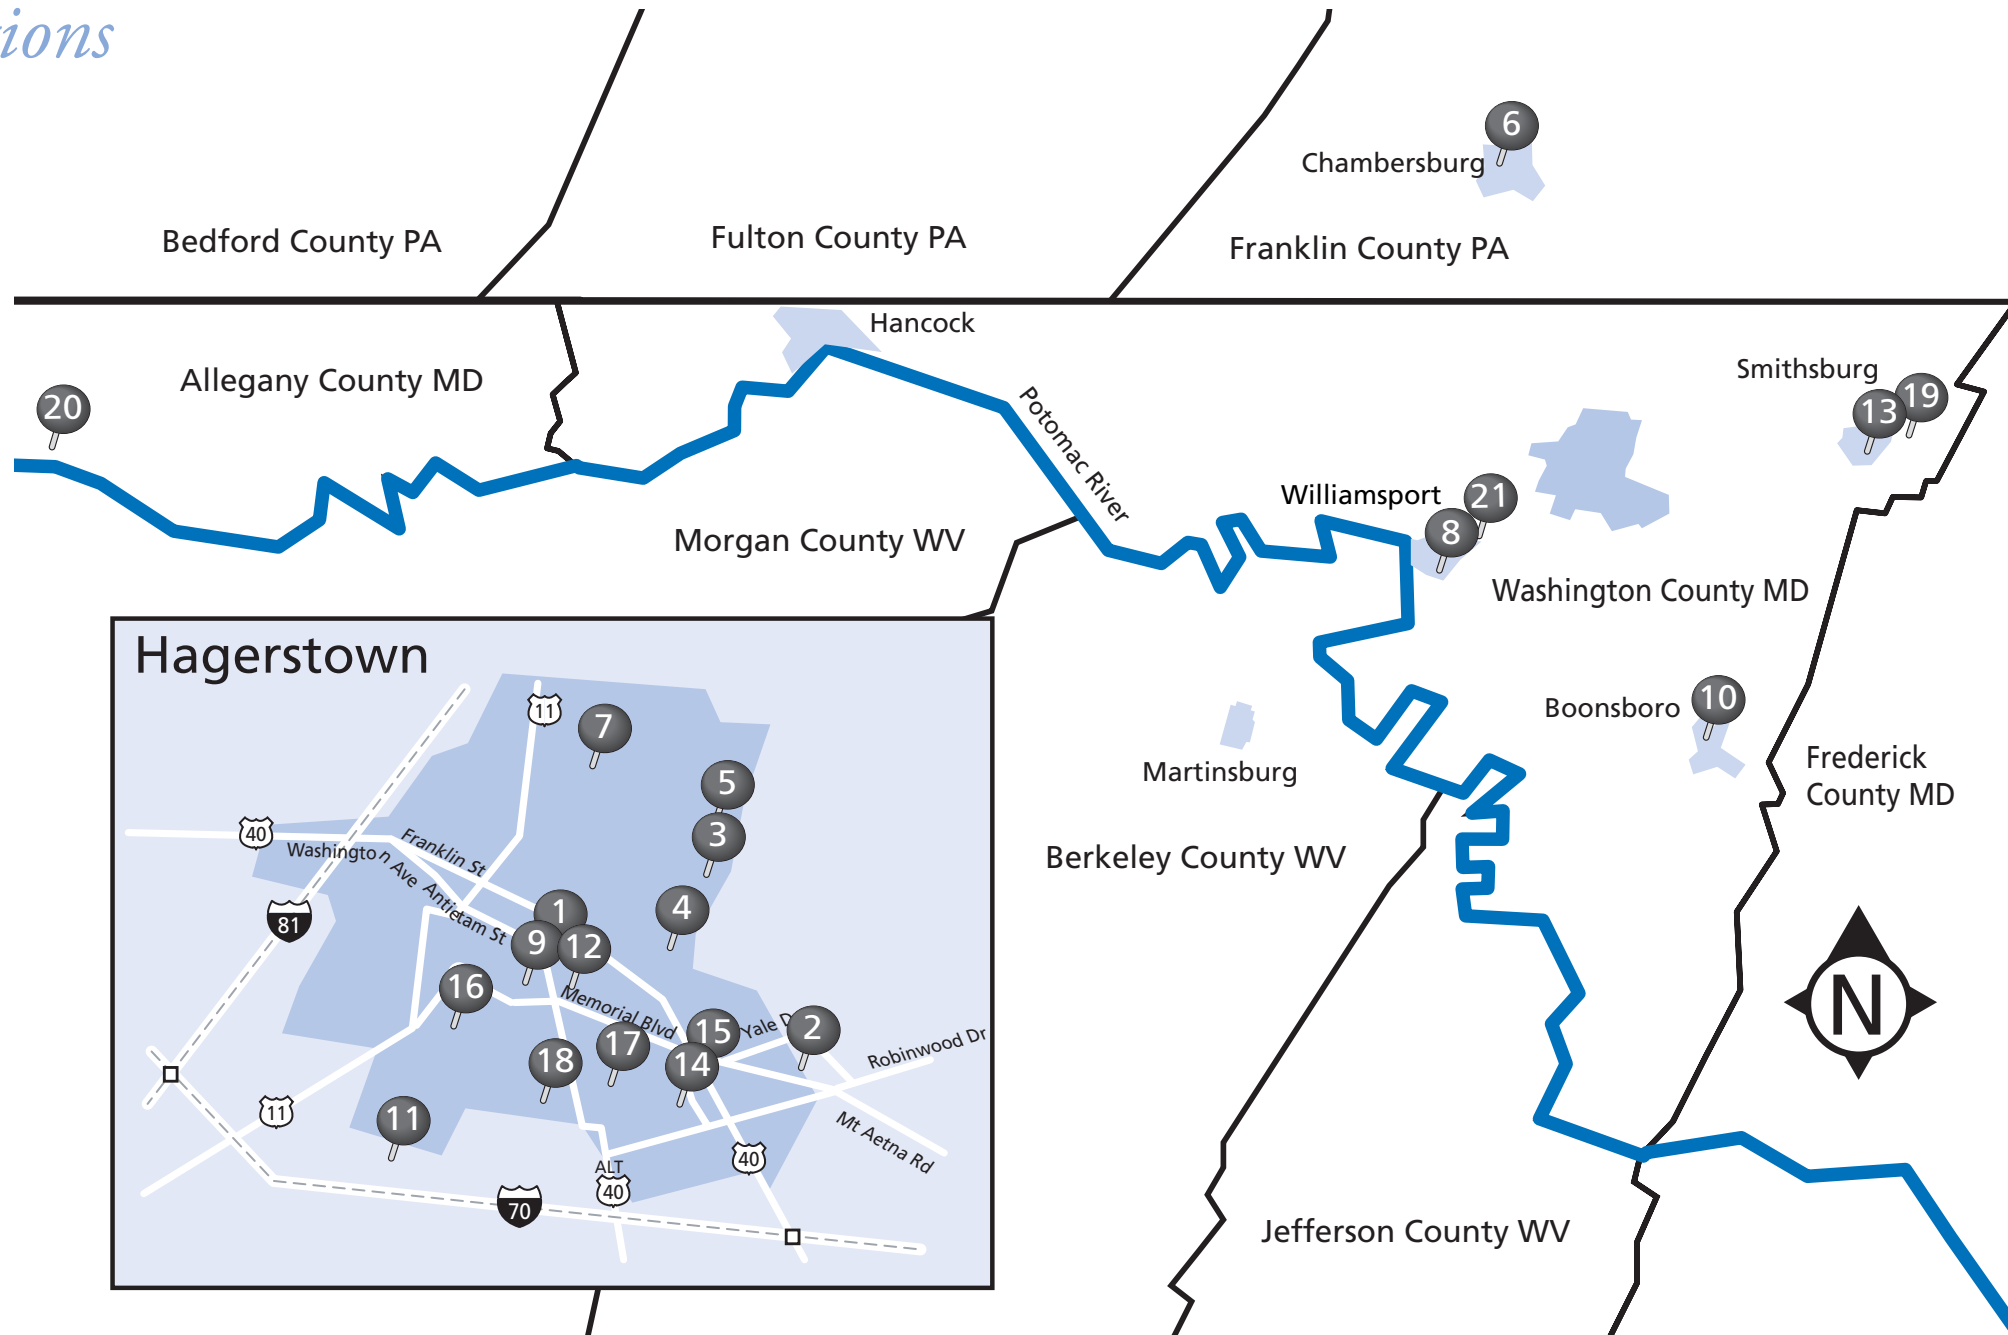 ions
6
Chambersburg
Bedford County PA
Fulton County PA
Franklin County PA
Hancock
Allegany County MD
20
Smithsburg
13
19
Potomac River
Williamsport
21
8
Morgan County WV
Washington County MD
Boonsboro
10
Martinsburg
Frederick
County MD
Berkeley County WV
N
Jefferson County WV
Hagerstown
11
7
5
3
40
Franklin St
Washington Ave
Antietam St
81
4
1
9
12
16
Memorial Blvd
15
Yale D
2
Robinwood Dr
17
18
14
11
11
Mt Aetna Rd
40
ALT
40
70